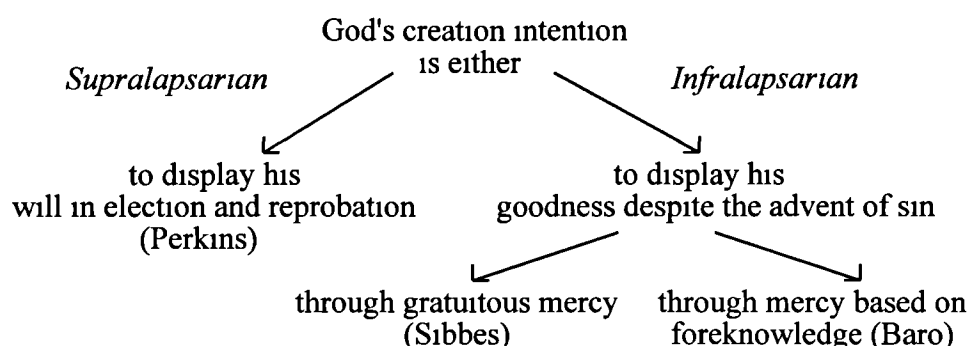 God's creation intention
is either
Supralapsarian
Infralapsarian
to display his
will in election and reprobation
(Perkins)
to display his
goodness despite the advent of sin
through gratuitous mercy
(Sibbes)
through mercy based on
foreknowledge (Baro)